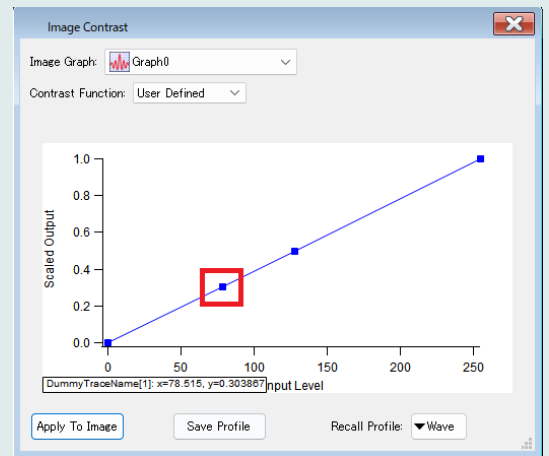 Image Contrast
Image Graph: Graph0
Contrast Function: User Defined
1.0
0.8
0.6
0.4
0.2
0.0
Scaled Output
0 50 100 150 200 250
DummyTraceName[1]: x=78.515, y=0.303867 nput Level
Apply To Image Save Profile Recall Profile: Wave